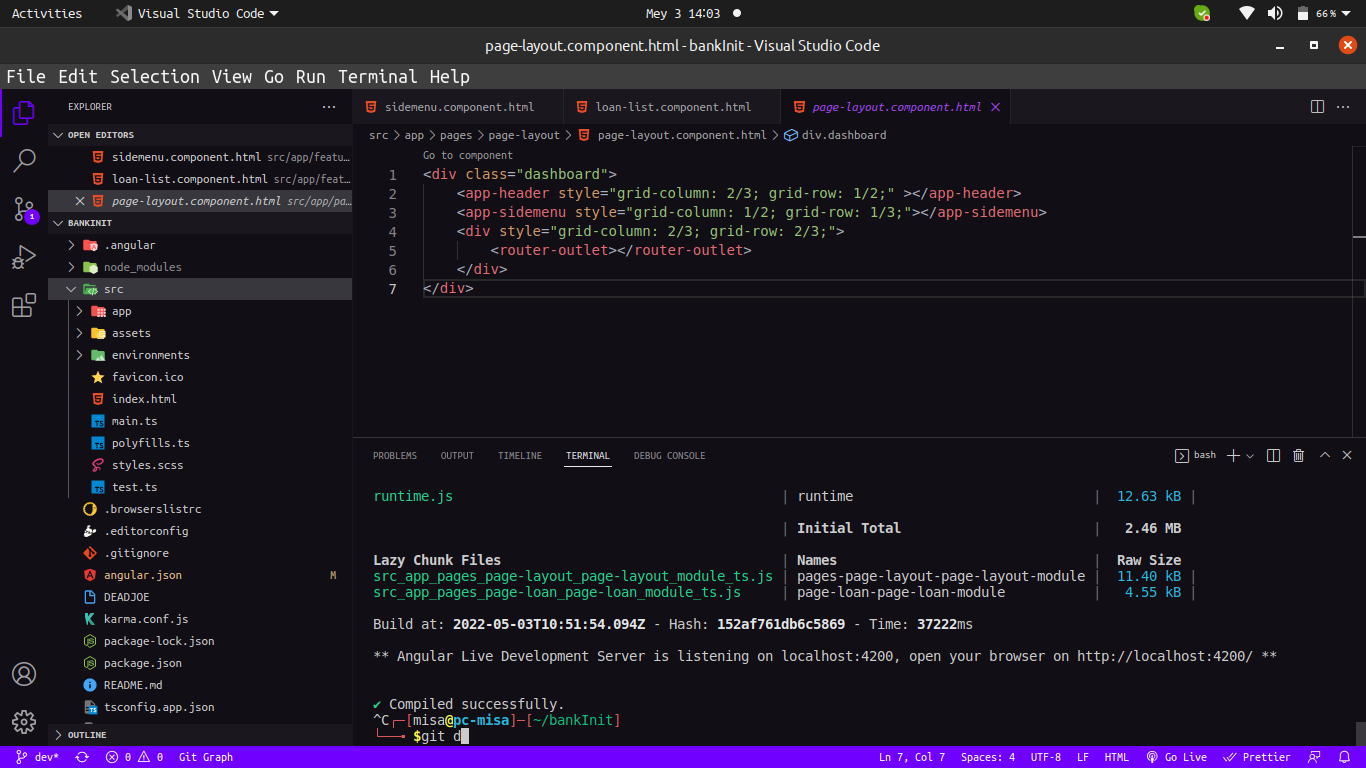 Activities Visual Studio Code Mey 3 14:03 66%
page-layout.component.html - bankInit - Visual Studio Code
File Edit Selection View Go Run Terminal Help
EXPLORER
OPEN EDITORS
sidemenu.component.html src/app/featu...
loan-list.component.html src/app/feat...
page-layout.component.html src/app/pa...
1
BANKINIT
.angular
node_modules
src
app
assets
environments
favicon.ico
index.html
main.ts
polyfills.ts
styles.scss
test.ts
.browserslistrc
.editorconfig
.gitignore
angular.json M
DEADJOE
karma.conf.js
package-lock.json
package.json
README.md
tsconfig.app.json
OUTLINE
sidemenu.component.html loan-list.component.html page-layout.component.html
src > app > pages > page-layout > page-layout.component.html > div.dashboard
Go to component
1 <div class="dashboard">
2 <app-header style="grid-column: 2/3; grid-row: 1/2;" ></app-header>
3 <app-sidemenu style="grid-column: 1/2; grid-row: 1/3;"></app-sidemenu>
4 <div style="grid-column: 2/3; grid-row: 2/3;">
5 <router-outlet></router-outlet>
6 </div>
7 </div>
PROBLEMS OUTPUT TIMELINE TERMINAL DEBUG CONSOLE bash
runtime.js | runtime | 12.63 kB |
| Initial Total | 2.46 MB
Lazy Chunk Files | Names | Raw Size
src_app_pages_page-layout_page-layout_module_ts.js | pages-page-layout-page-layout-module | 11.40 kB |
src_app_pages_page-loan_page-loan_module_ts.js | page-loan-page-loan-module | 4.55 kB |
Build at: 2022-05-03T10:51:54.094Z - Hash: 152af761db6c5869 - Time: 37222ms
** Angular Live Development Server is listening on localhost:4200, open your browser on http://localhost:4200/ **
✔ Compiled successfully.
^C┌─[misa@pc-misa]─[~/bankInit]
└──╼ $git d
dev* 0 0 Git Graph Ln 7, Col 7 Spaces: 4 UTF-8 LF HTML Go Live Prettier